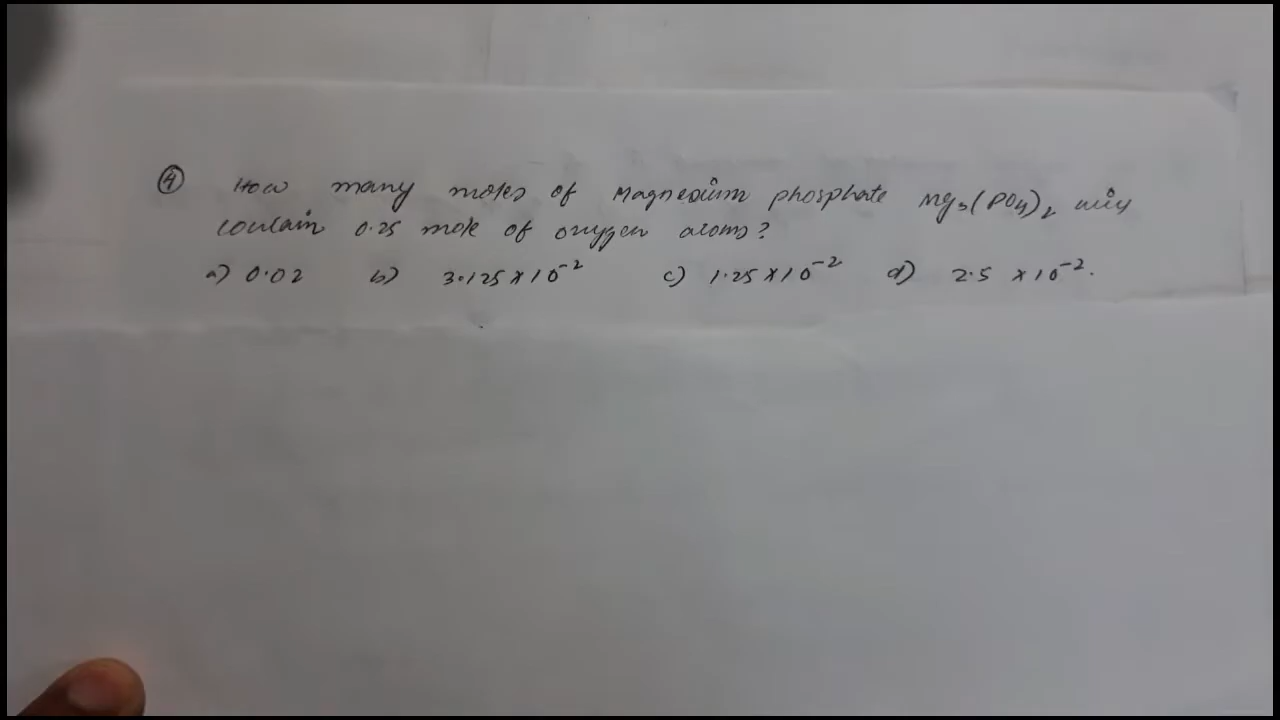 ④ How many moles of Magnesium phosphate Mg₃(PO₄)₂ will
contain 0.25 mole of oxygen atoms?
a) 0.02 b) 3.125 x 10⁻² c) 1.25 x 10⁻² d) 2.5 x 10⁻².